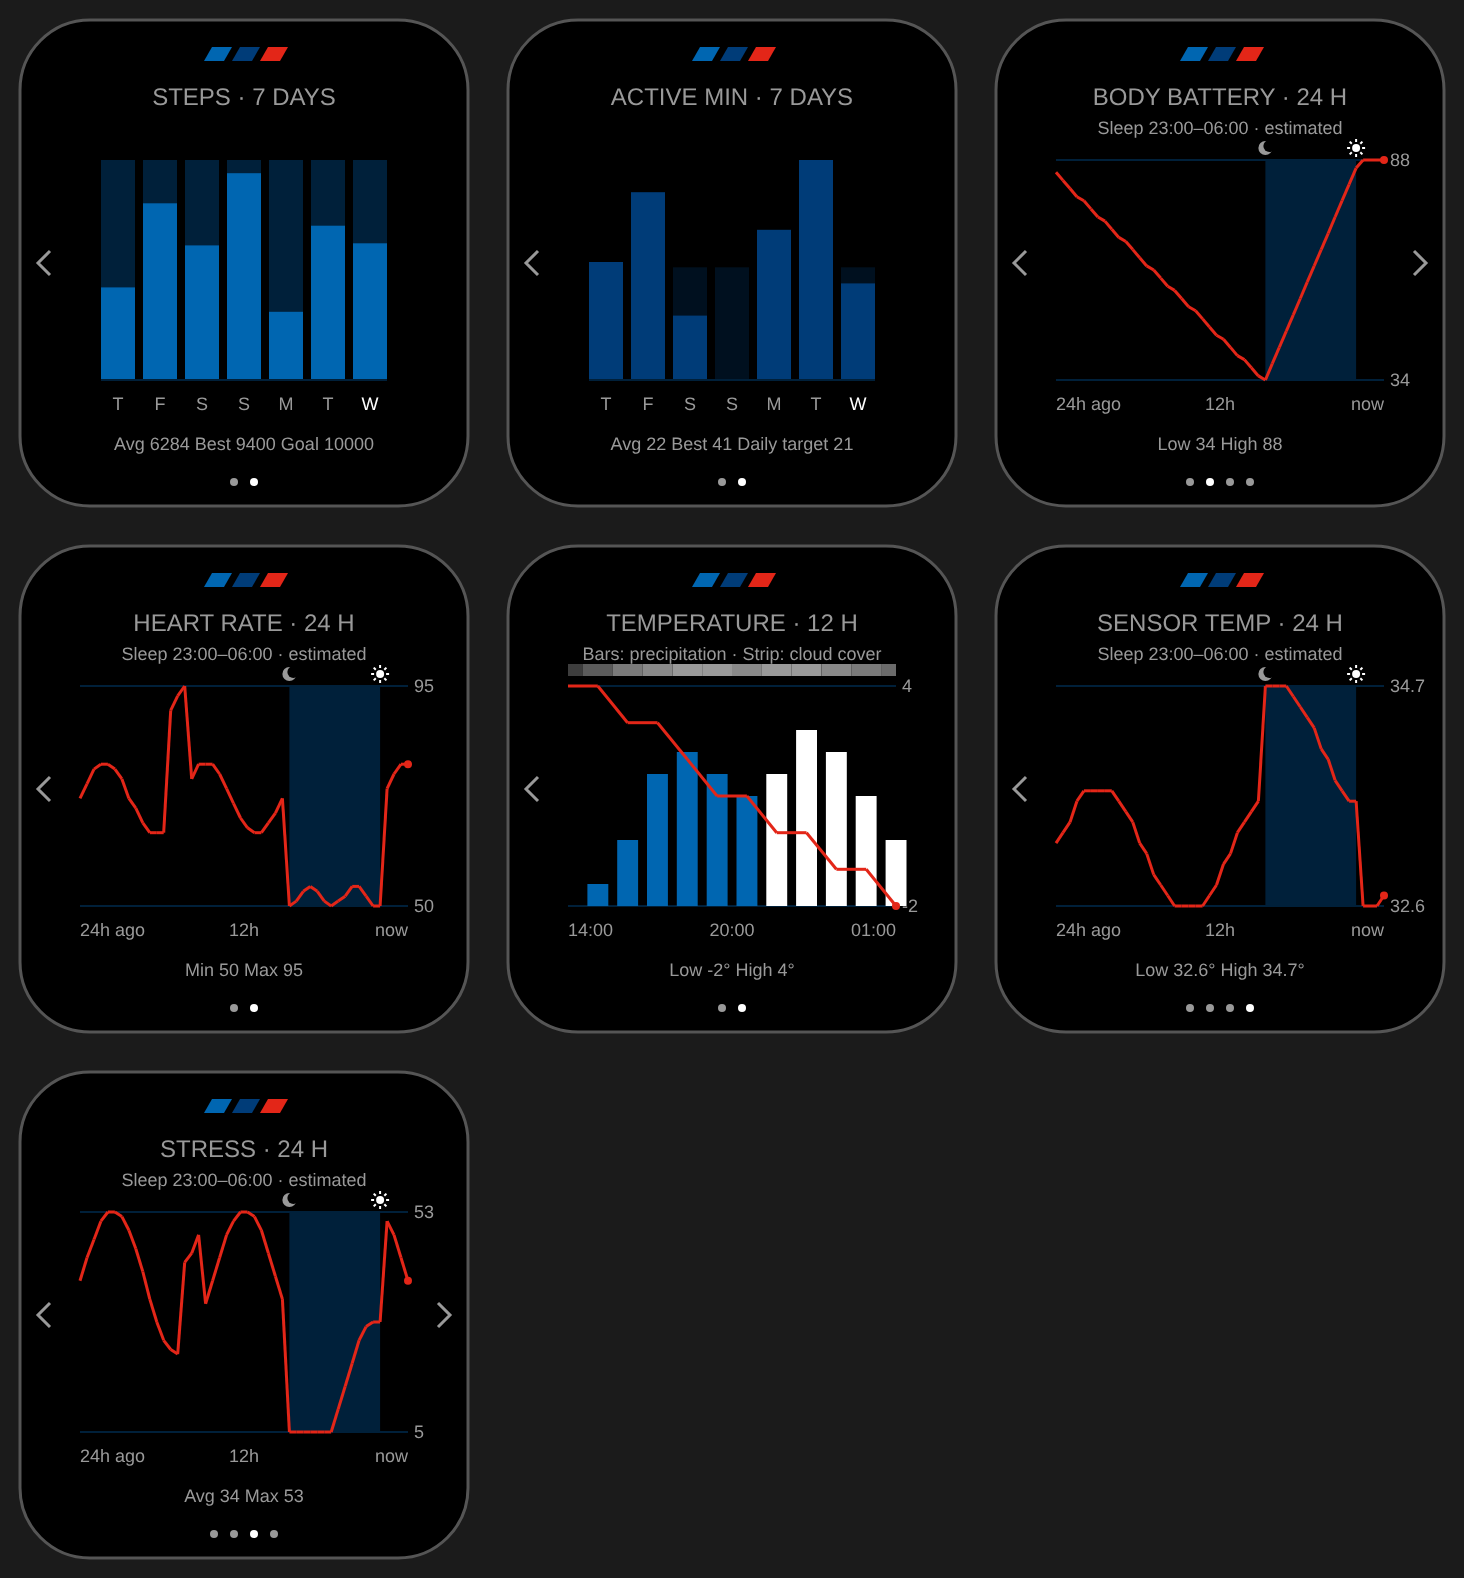 STEPS · 7 DAYS
T F S S M T W
Avg 6284 Best 9400 Goal 10000
ACTIVE MIN · 7 DAYS
T F S S M T W
Avg 22 Best 41 Daily target 21
BODY BATTERY · 24 H
Sleep 23:00–06:00 · estimated
88
34
24h ago 12h now
Low 34 High 88
HEART RATE · 24 H
Sleep 23:00–06:00 · estimated
95
50
24h ago 12h now
Min 50 Max 95
TEMPERATURE · 12 H
Bars: precipitation · Strip: cloud cover
4
-2
14:00 20:00 01:00
Low -2° High 4°
SENSOR TEMP · 24 H
Sleep 23:00–06:00 · estimated
34.7
32.6
24h ago 12h now
Low 32.6° High 34.7°
STRESS · 24 H
Sleep 23:00–06:00 · estimated
53
5
24h ago 12h now
Avg 34 Max 53